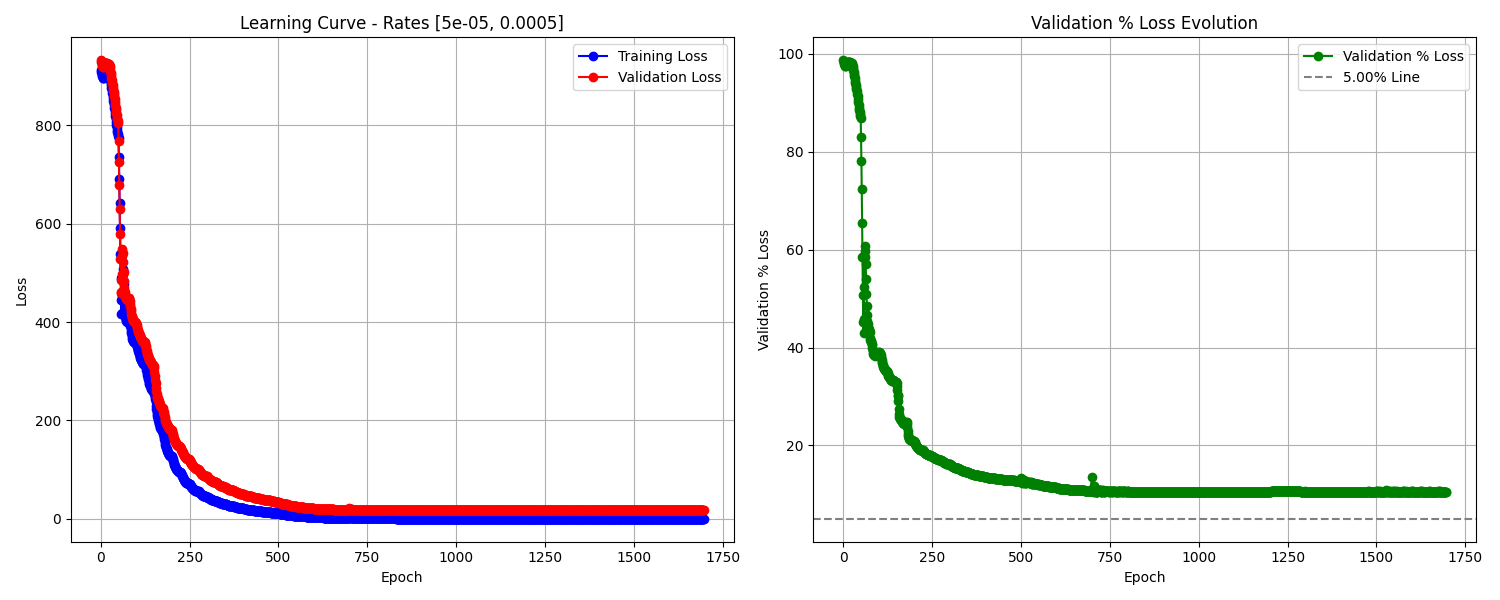 Learning Curve - Rates [5e-05, 0.0005]
Training Loss
Validation Loss
Loss
800
600
400
200
0
0
250
500
750
1000
1250
1500
1750
Epoch
Validation % Loss Evolution
Validation % Loss
5.00% Line
Validation % Loss
100
80
60
40
20
0
250
500
750
1000
1250
1500
1750
Epoch